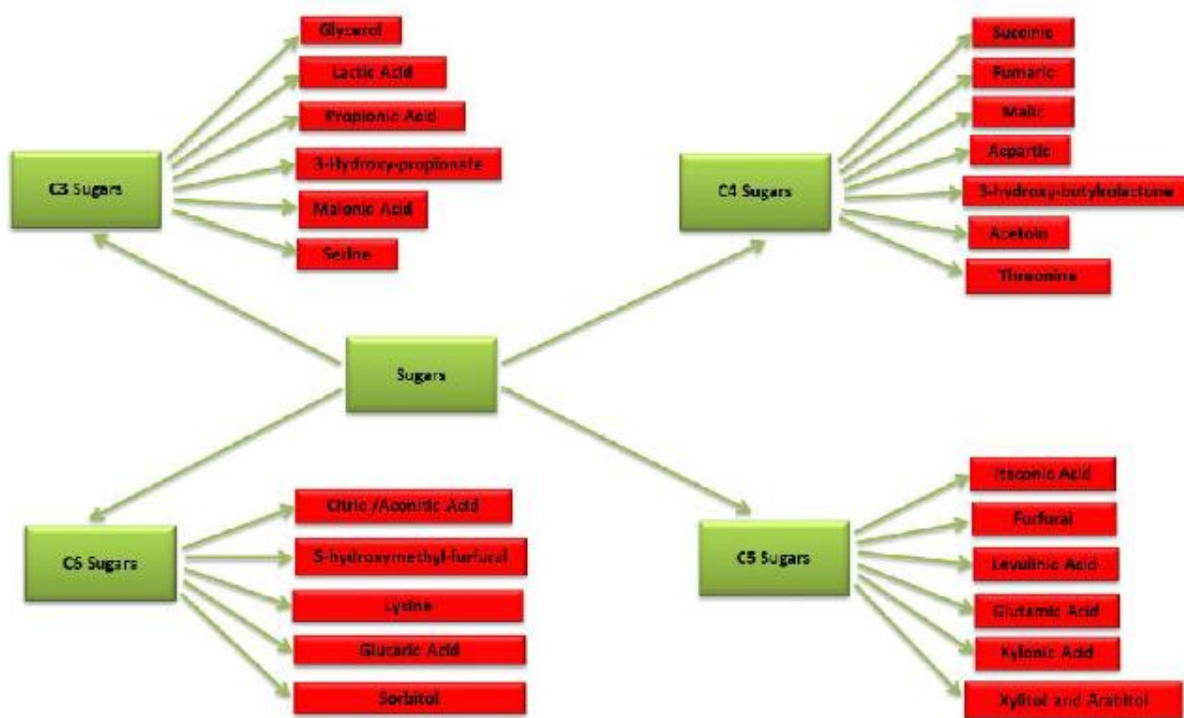 Glycerol
Lactic Acid
Propionic Acid
3-Hydroxy-propionate
Malonic Acid
Serine
C3 Sugars
Succinic
Fumaric
Malic
Aspartic
3-hydroxy-butyrolactone
Acetoin
Threonine
C4 Sugars
Sugars
Citric /Aconitic Acid
5-hydroxymethyl-furfural
Lysine
Glucaric Acid
Sorbitol
C6 Sugars
Itaconic Acid
Furfural
Levulinic Acid
Glutamic Acid
Xylonic Acid
Xylitol and Arabitol
C5 Sugars